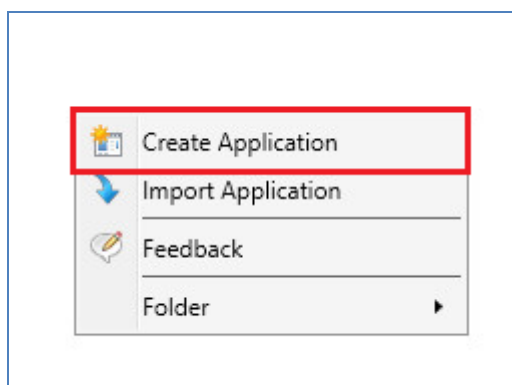 Create Application
Import Application
Feedback
Folder